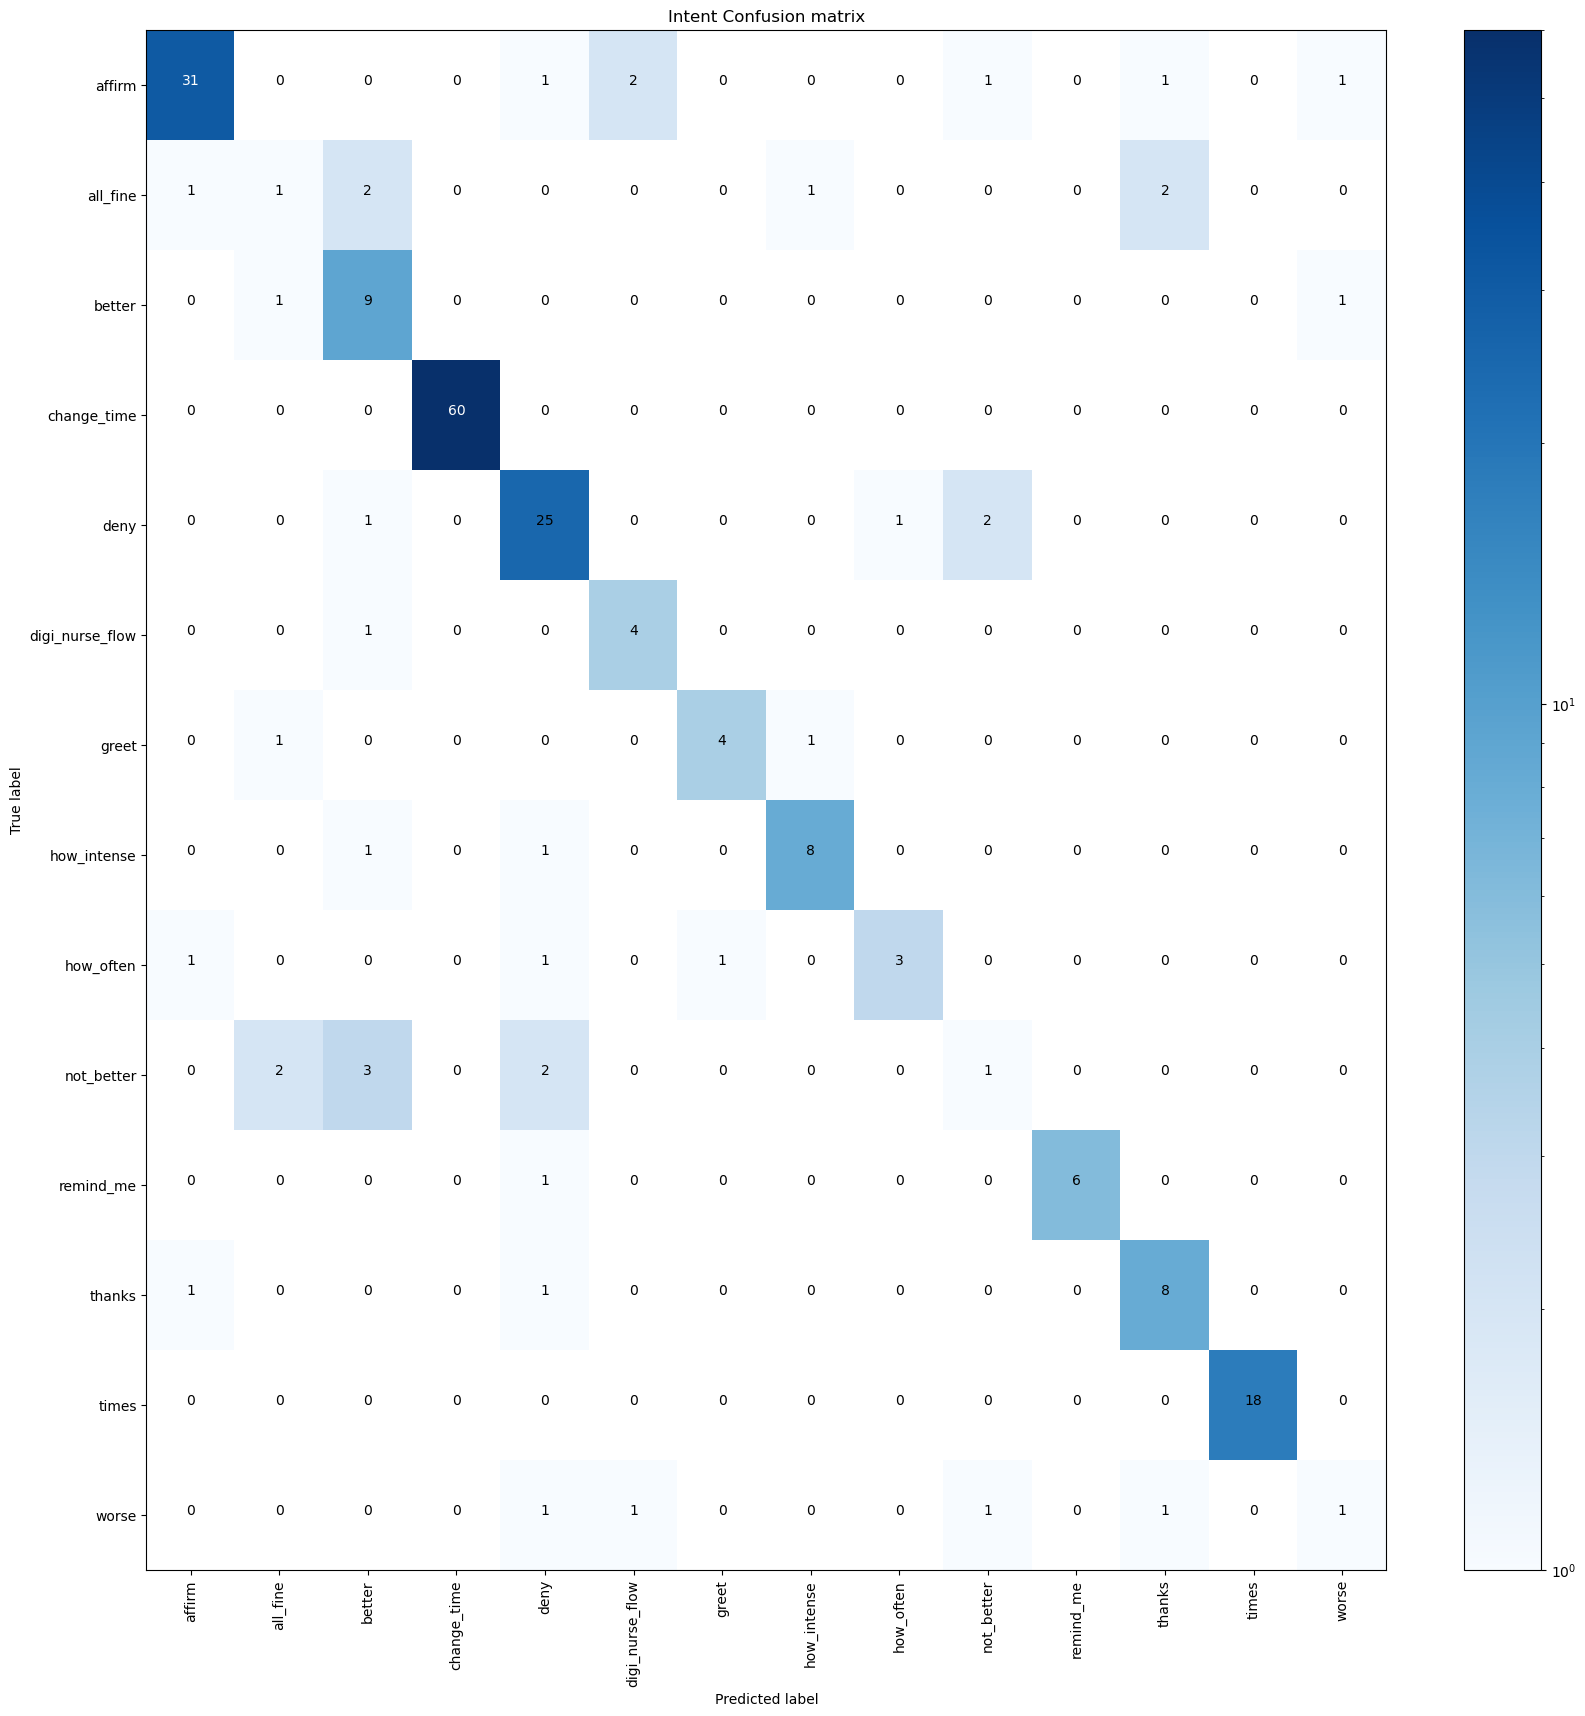 Intent Confusion matrix
affirm 31 0 0 0 1 2 0 0 0 1 0 1 0 1
all_fine 1 1 2 0 0 0 0 1 0 0 0 2 0 0
better 0 1 9 0 0 0 0 0 0 0 0 0 0 1
change_time 0 0 0 60 0 0 0 0 0 0 0 0 0 0
deny 0 0 1 0 25 0 0 0 1 2 0 0 0 0
digi_nurse_flow 0 0 1 0 0 4 0 0 0 0 0 0 0 0
greet 0 1 0 0 0 0 4 1 0 0 0 0 0 0
how_intense 0 0 1 0 1 0 0 8 0 0 0 0 0 0
how_often 1 0 0 0 1 0 1 0 3 0 0 0 0 0
not_better 0 2 3 0 2 0 0 0 0 1 0 0 0 0
remind_me 0 0 0 0 1 0 0 0 0 0 6 0 0 0
thanks 1 0 0 0 1 0 0 0 0 0 0 8 0 0
times 0 0 0 0 0 0 0 0 0 0 0 0 18 0
worse 0 0 0 0 1 1 0 0 0 1 0 1 0 1
affirm all_fine better change_time deny digi_nurse_flow greet how_intense how_often not_better remind_me thanks times worse
Predicted label
True label
10¹
10⁰